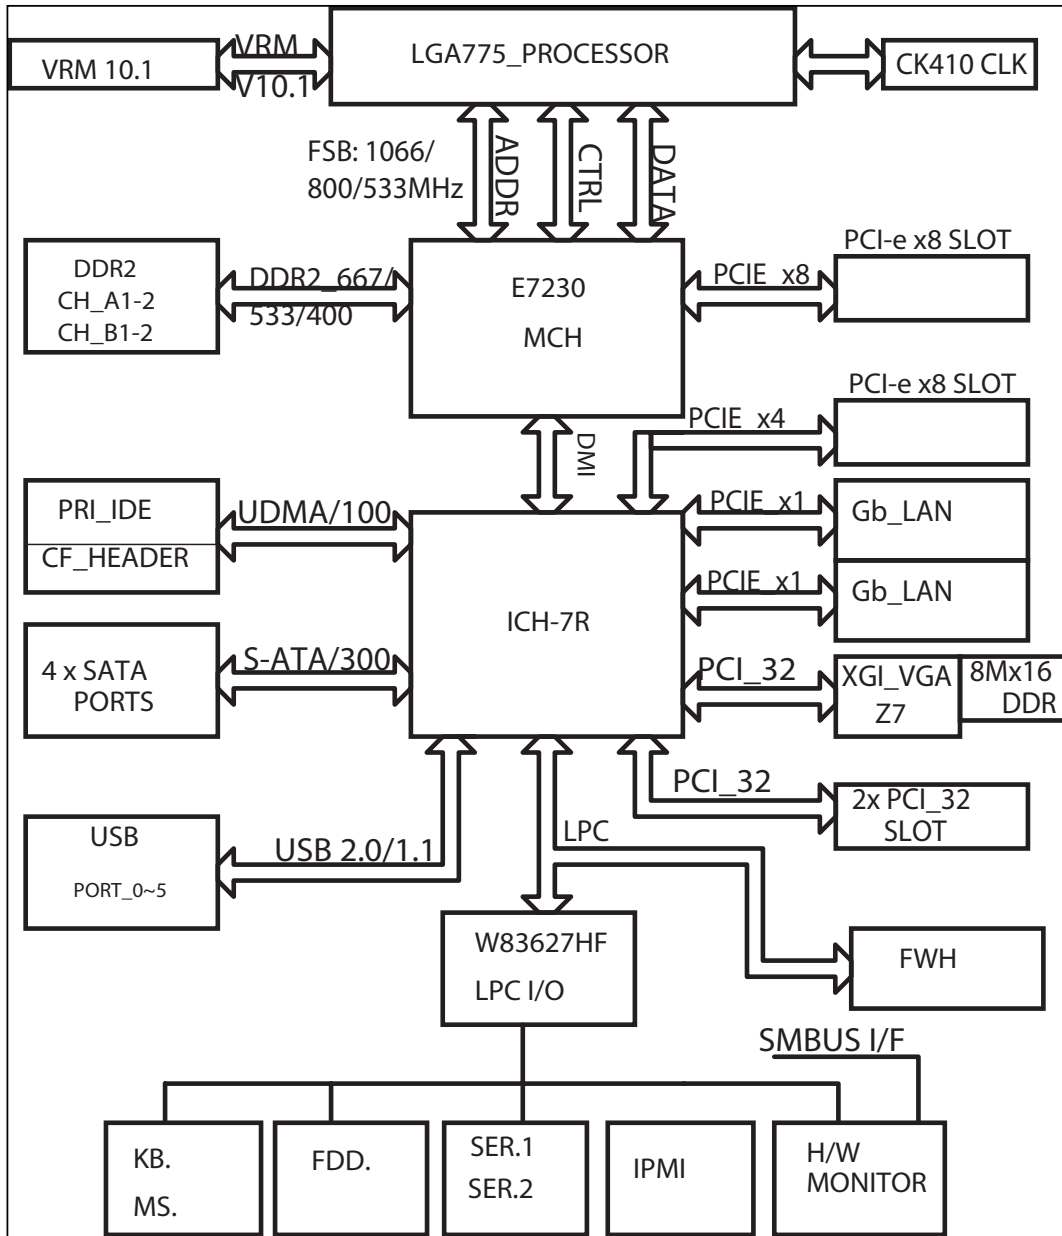 VRM 10.1
VRM
V10.1
LGA775_PROCESSOR
CK410 CLK
FSB: 1066/
800/533MHz
ADDR
CTRL
DATA
DDR2
CH_A1-2
CH_B1-2
DDR2_667/
533/400
E7230
MCH
PCIE_x8
PCI-e x8 SLOT
PCI-e x8 SLOT
PCIE_x4
DMI
PRI_IDE
CF_HEADER
UDMA/100
PCIE_x1
Gb_LAN
PCIE_x1
Gb_LAN
ICH-7R
4 x SATA
PORTS
S-ATA/300
PCI_32
XGI_VGA
Z7
8Mx16
DDR
PCI_32
2x PCI_32
SLOT
USB
PORT_0~5
USB 2.0/1.1
LPC
W83627HF
LPC I/O
FWH
SMBUS I/F
KB.
MS.
FDD.
SER.1
SER.2
IPMI
H/W
MONITOR